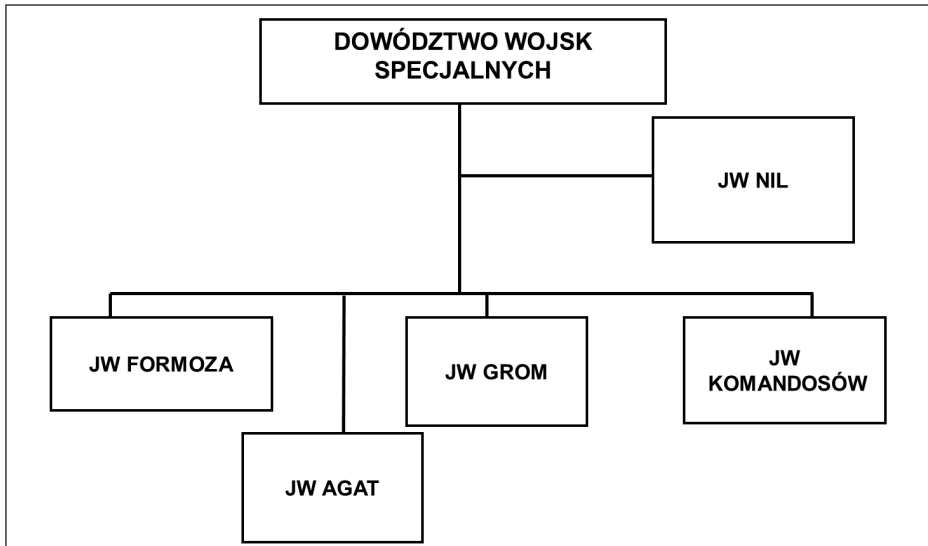 DOWÓDZTWO WOJSK
SPECJALNYCH
JW NIL
JW FORMOZA
JW GROM
JW
KOMANDOSÓW
JW AGAT